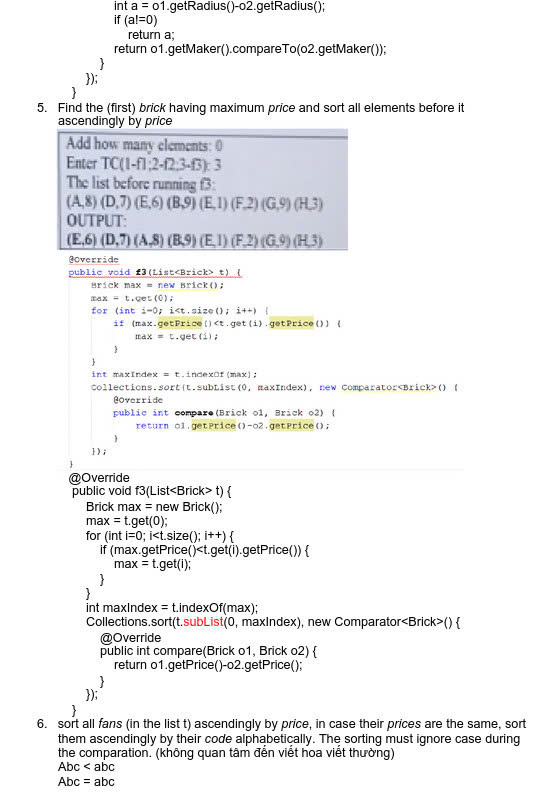 int a = o1.getRadius()-o2.getRadius();
if (a!=0)
return a;
return o1.getMaker().compareTo(o2.getMaker());
}
});
}
5. Find the (first) brick having maximum price and sort all elements before it
ascendingly by price
Add how many elements: 0
Enter TC(1-f1;2-f2;3-f3): 3
The list before running f3:
(A,8) (D,7) (E,6) (B,9) (E,1) (F,2) (G,9) (H,3)
OUTPUT:
(E,6) (D,7) (A,8) (B,9) (E,1) (F,2) (G,9) (H,3)
@Override
public void f3(List<Brick> t) {
Brick max = new Brick();
max = t.get(0);
for (int i=0; i<t.size(); i++) {
if (max.getPrice()<t.get(i).getPrice()) {
max = t.get(i);
}
}
int maxIndex = t.indexOf(max);
Collections.sort(t.subList(0, maxIndex), new Comparator<Brick>() {
@Override
public int compare(Brick o1, Brick o2) {
return o1.getPrice()-o2.getPrice();
}
});
}
@Override
public void f3(List<Brick> t) {
Brick max = new Brick();
max = t.get(0);
for (int i=0; i<t.size(); i++) {
if (max.getPrice()<t.get(i).getPrice()) {
max = t.get(i);
}
}
int maxIndex = t.indexOf(max);
Collections.sort(t.subList(0, maxIndex), new Comparator<Brick>() {
@Override
public int compare(Brick o1, Brick o2) {
return o1.getPrice()-o2.getPrice();
}
});
}
6. sort all fans (in the list t) ascendingly by price, in case their prices are the same, sort
them ascendingly by their code alphabetically. The sorting must ignore case during
the comparation. (không quan tâm đến viết hoa viết thường)
Abc < abc
Abc = abc